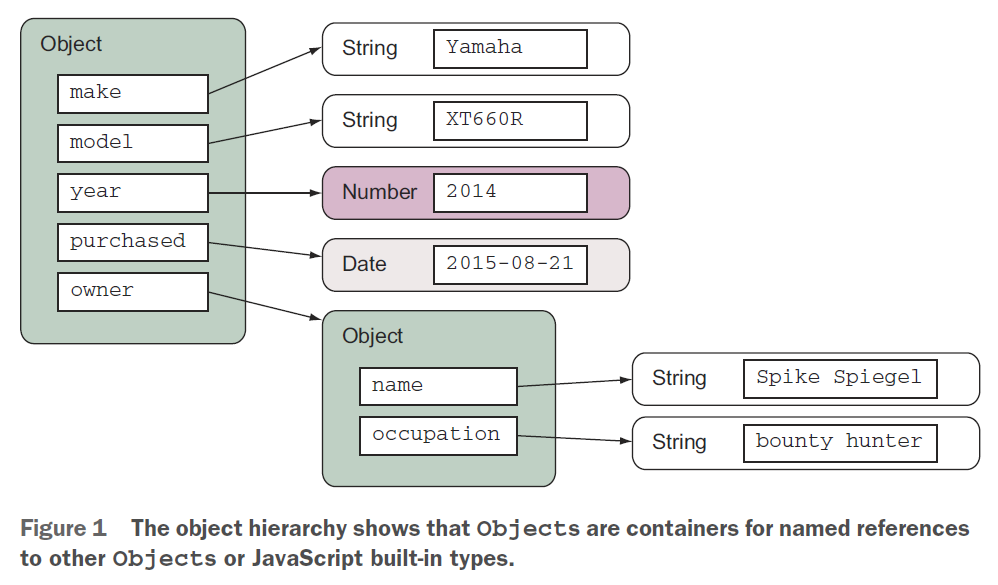 Object
make
model
year
purchased
owner
String Yamaha
String XT660R
Number 2014
Date 2015-08-21
Object
name
occupation
String Spike Spiegel
String bounty hunter
Figure 1 The object hierarchy shows that Objects are containers for named references
to other Objects or JavaScript built-in types.